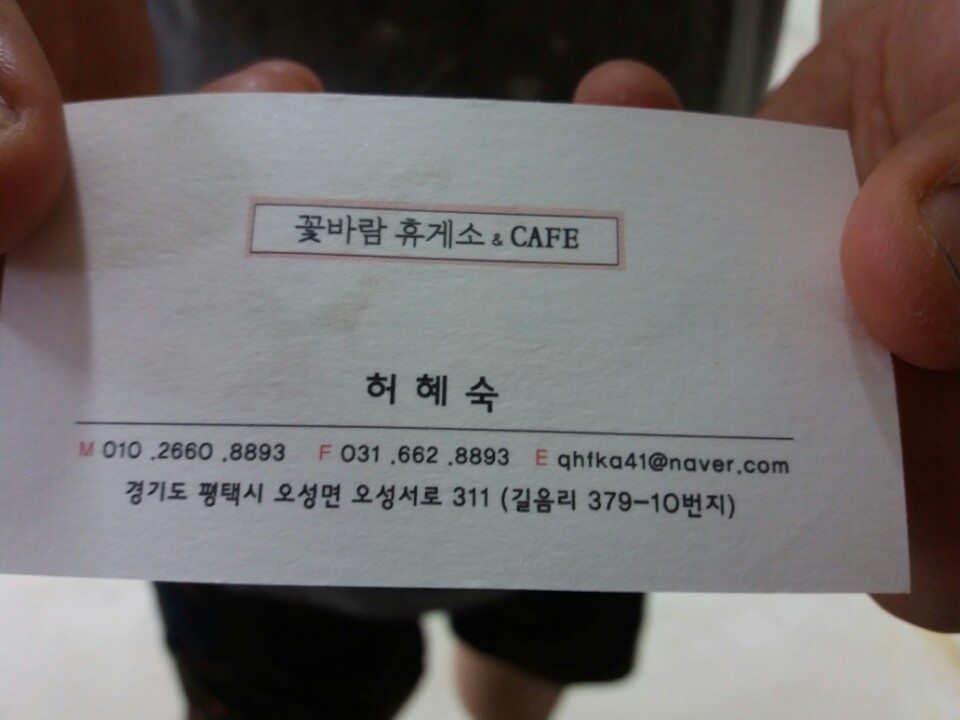 꽃바람 휴게소 & CAFE
허 혜 숙
M 010 .2660 .8893 F 031 .662 .8893 E qhfka41@naver.com
경기도 평택시 오성면 오성서로 311 (길음리 379-10번지)